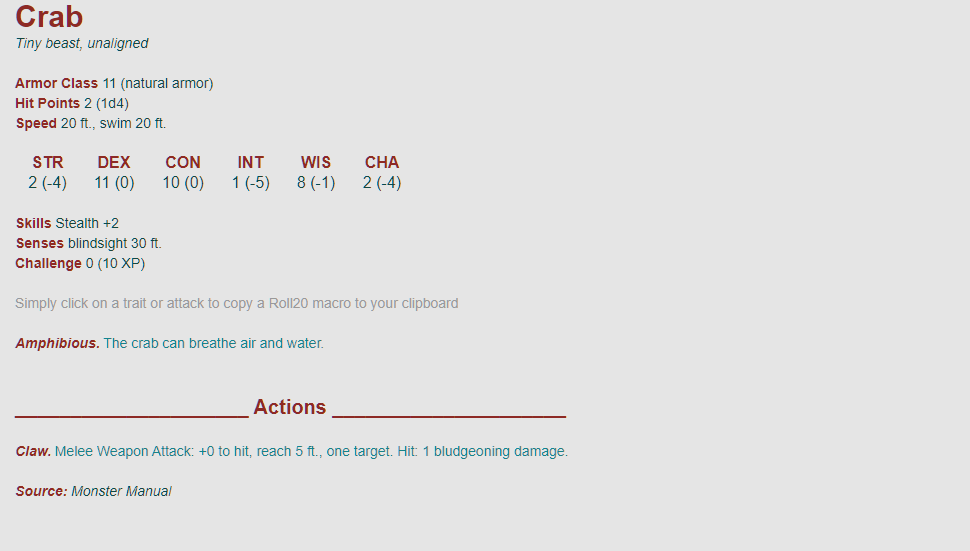 Crab
Tiny beast, unaligned
Armor Class 11 (natural armor)
Hit Points 2 (1d4)
Speed 20 ft., swim 20 ft.
STR DEX CON INT WIS CHA
2 (-4) 11 (0) 10 (0) 1 (-5) 8 (-1) 2 (-4)
Skills Stealth +2
Senses blindsight 30 ft.
Challenge 0 (10 XP)
Simply click on a trait or attack to copy a Roll20 macro to your clipboard
Amphibious. The crab can breathe air and water.
_____________________ Actions _____________________
Claw. Melee Weapon Attack: +0 to hit, reach 5 ft., one target. Hit: 1 bludgeoning damage.
Source: Monster Manual